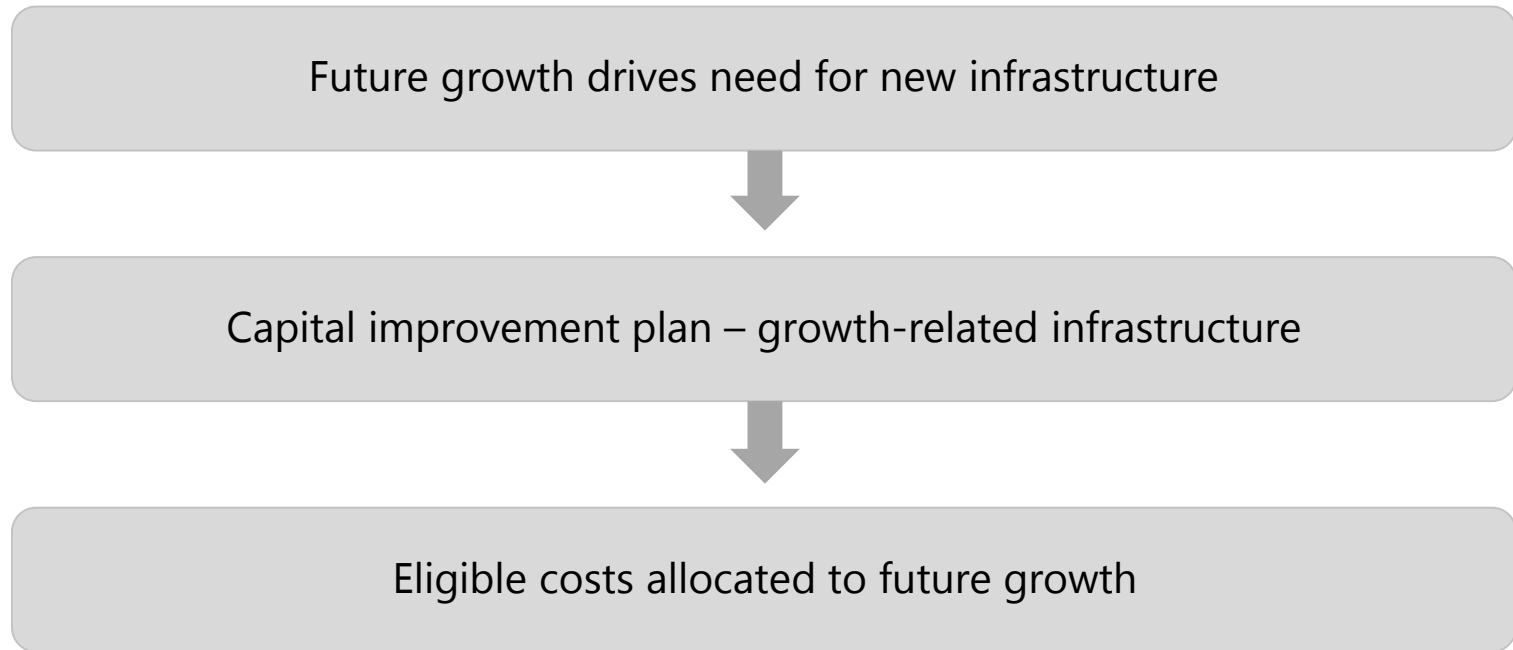 Future growth drives need for new infrastructure
Capital improvement plan – growth-related infrastructure
Eligible costs allocated to future growth